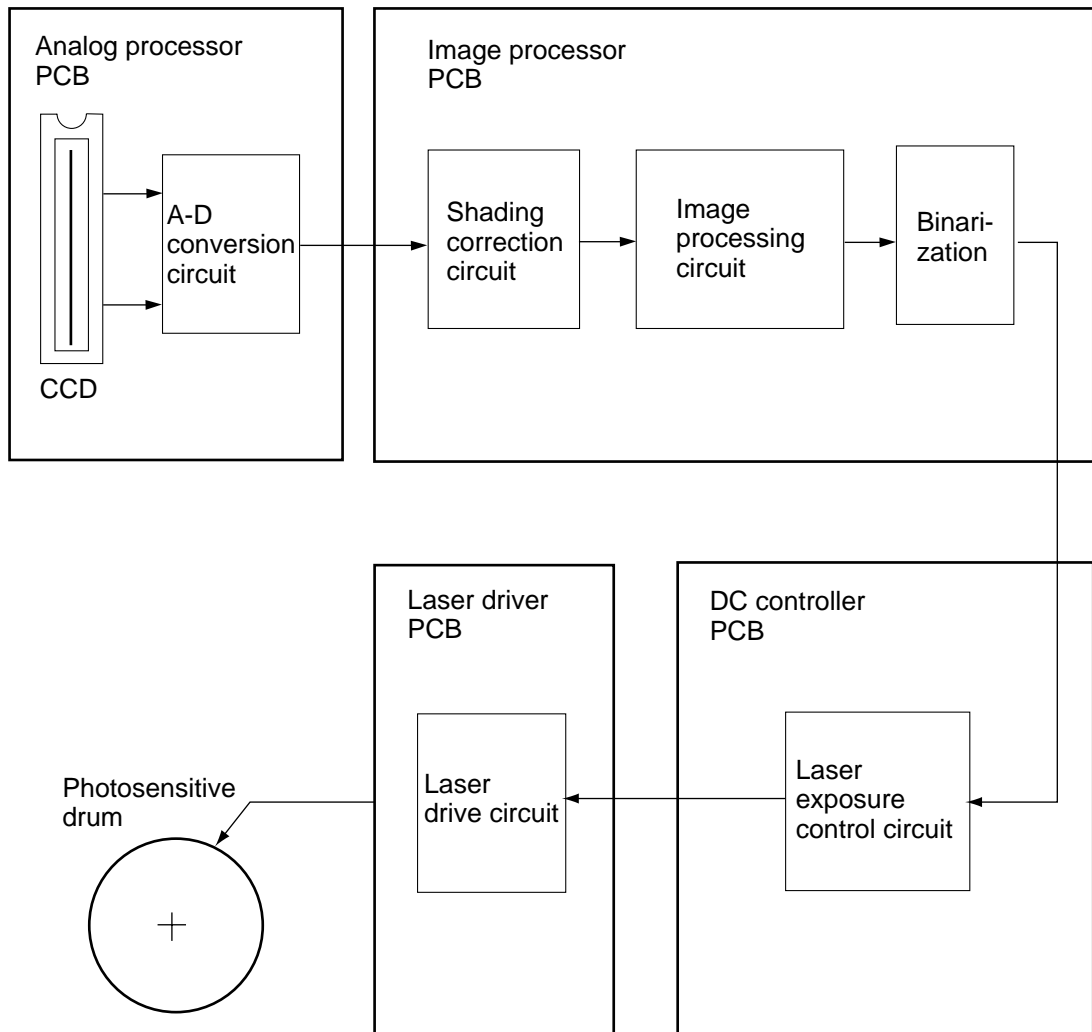 Analog processor
PCB
A-D
conversion
circuit
CCD
Image processor
PCB
Shading
correction
circuit
Image
processing
circuit
Binari-
zation
Laser driver
PCB
Laser
drive circuit
DC controller
PCB
Laser
exposure
control circuit
Photosensitive
drum